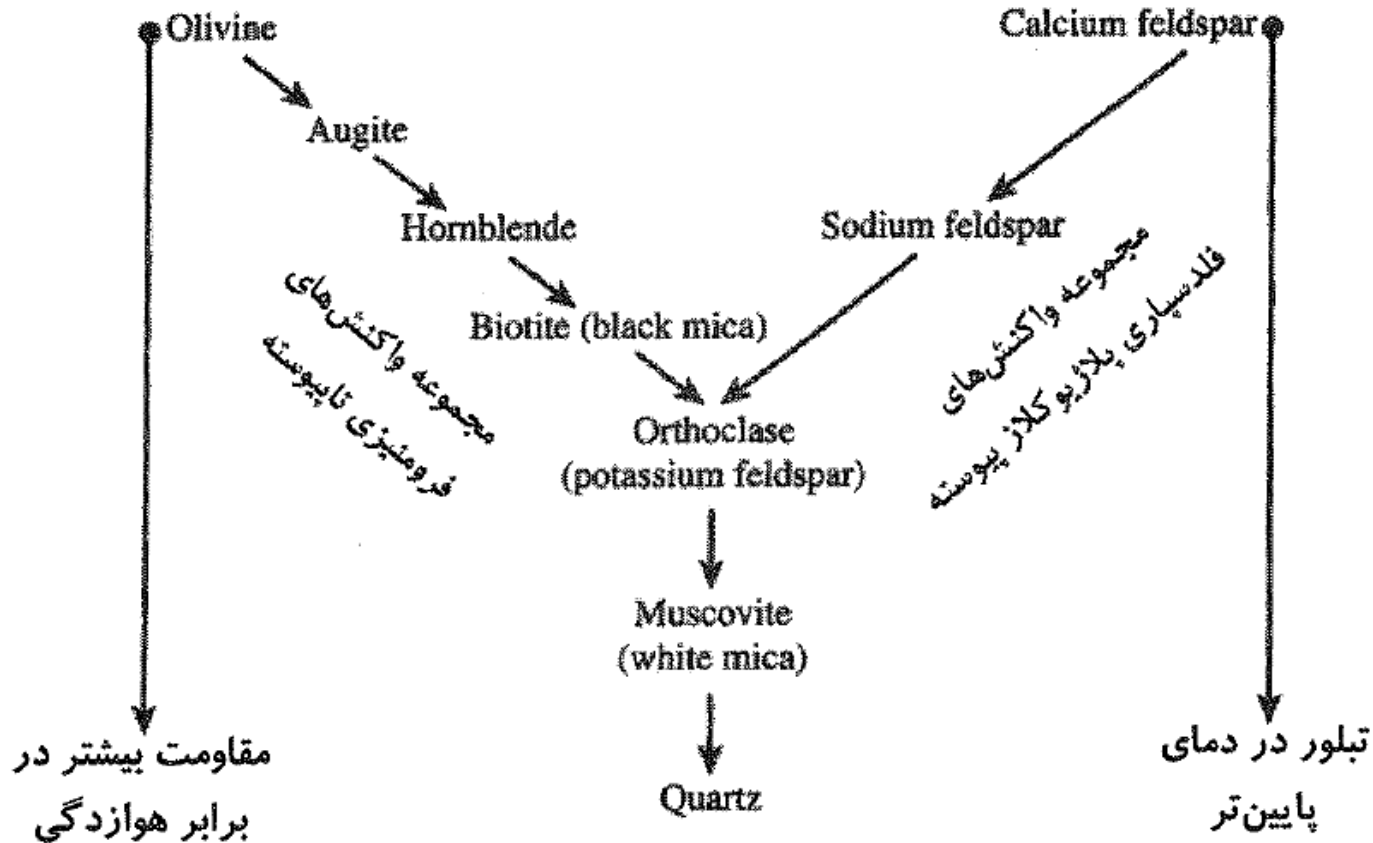 Olivine
Calcium feldspar
Augite
Hornblende
Sodium feldspar
Biotite (black mica)
مجموعه واکنش‌های
فرومنیزی ناپیوسته
مجموعه واکنش‌های
فلدسپاری پلاژیوکلاز پیوسته
Orthoclase
(potassium feldspar)
Muscovite
(white mica)
Quartz
مقاومت بیشتر در
برابر هوازدگی
تبلور در دمای
پایین‌تر